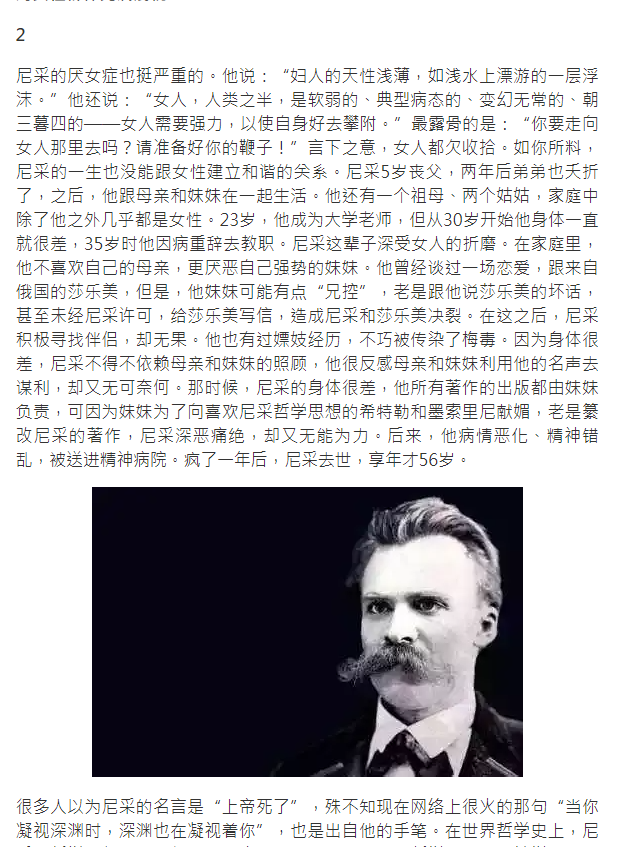 2
尼采的厌女症也挺严重的。他说：“妇人的天性浅薄，如浅水上漂游的一层浮
沫。”他还说：“女人，人类之半，是软弱的、典型病态的、变幻无常的、朝
三暮四的——女人需要强力，以使自身好去攀附。”最露骨的是：“你要走向
女人那里去吗？请准备好你的鞭子！”言下之意，女人都欠收拾。如你所料，
尼采的一生也没能跟女性建立和谐的关系。尼采5岁丧父，两年后弟弟也夭折
了，之后，他跟母亲和妹妹在一起生活。他还有一个祖母、两个姑姑，家庭中
除了他之外几乎都是女性。23岁，他成为大学老师，但从30岁开始他身体一直
就很差，35岁时他因病重辞去教职。尼采这辈子深受女人的折磨。在家庭里，
他不喜欢自己的母亲，更厌恶自己强势的妹妹。他曾经谈过一场恋爱，跟来自
俄国的莎乐美，但是，他妹妹可能有点“兄控”，老是跟他说莎乐美的坏话，
甚至未经尼采许可，给莎乐美写信，造成尼采和莎乐美决裂。在这之后，尼采
积极寻找伴侣，却无果。他也有过嫖妓经历，不巧被传染了梅毒。因为身体很
差，尼采不得不依赖母亲和妹妹的照顾，他很反感母亲和妹妹利用他的名声去
谋利，却又无可奈何。那时候，尼采的身体很差，他所有著作的出版都由妹妹
负责，可因为妹妹为了向喜欢尼采哲学思想的希特勒和墨索里尼献媚，老是纂
改尼采的著作，尼采深恶痛绝，却又无能为力。后来，他病情恶化、精神错
乱，被送进精神病院。疯了一年后，尼采去世，享年才56岁。
很多人以为尼采的名言是“上帝死了”，殊不知现在网络上很火的那句“当你
凝视深渊时，深渊也在凝视着你”，也是出自他的手笔。在世界哲学史上，尼